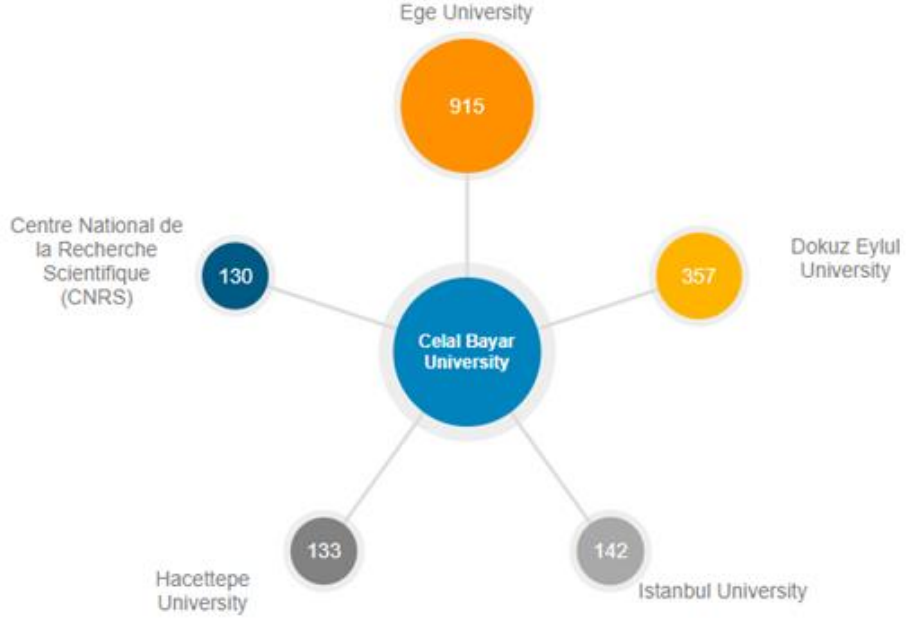 Ege University
915
Centre National de
la Recherche
Scientifique
(CNRS)
130
357
Dokuz Eylul
University
Celal Bayar
University
133
Hacettepe
University
142
Istanbul University